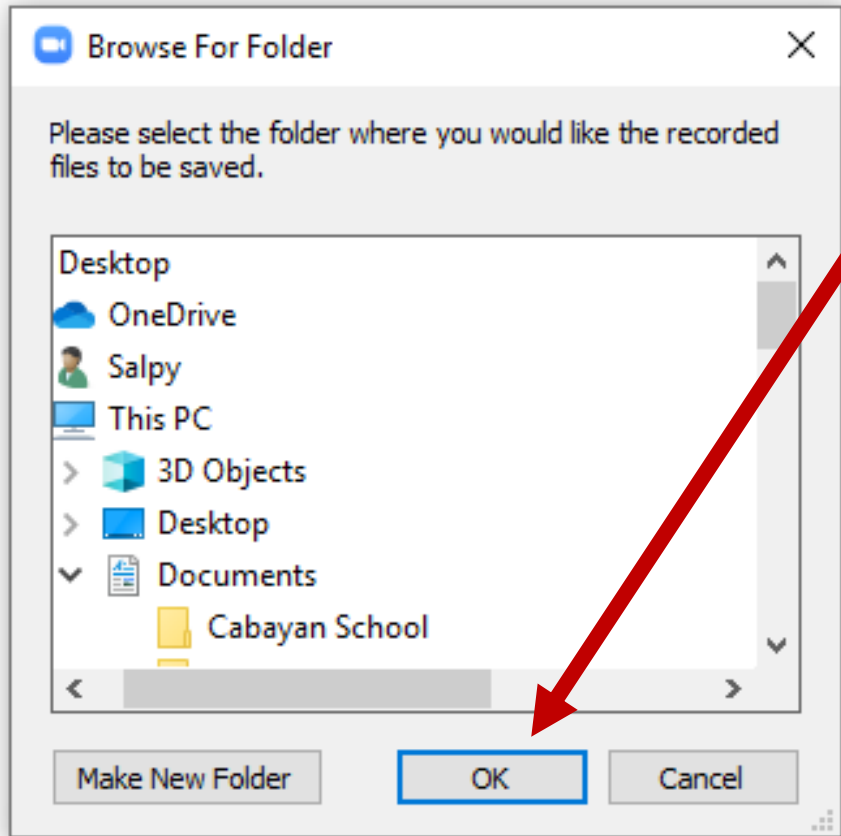 Browse For Folder
Please select the folder where you would like the recorded
files to be saved.
Desktop
OneDrive
Salpy
This PC
3D Objects
Desktop
Documents
Cabayan School
Make New Folder OK Cancel